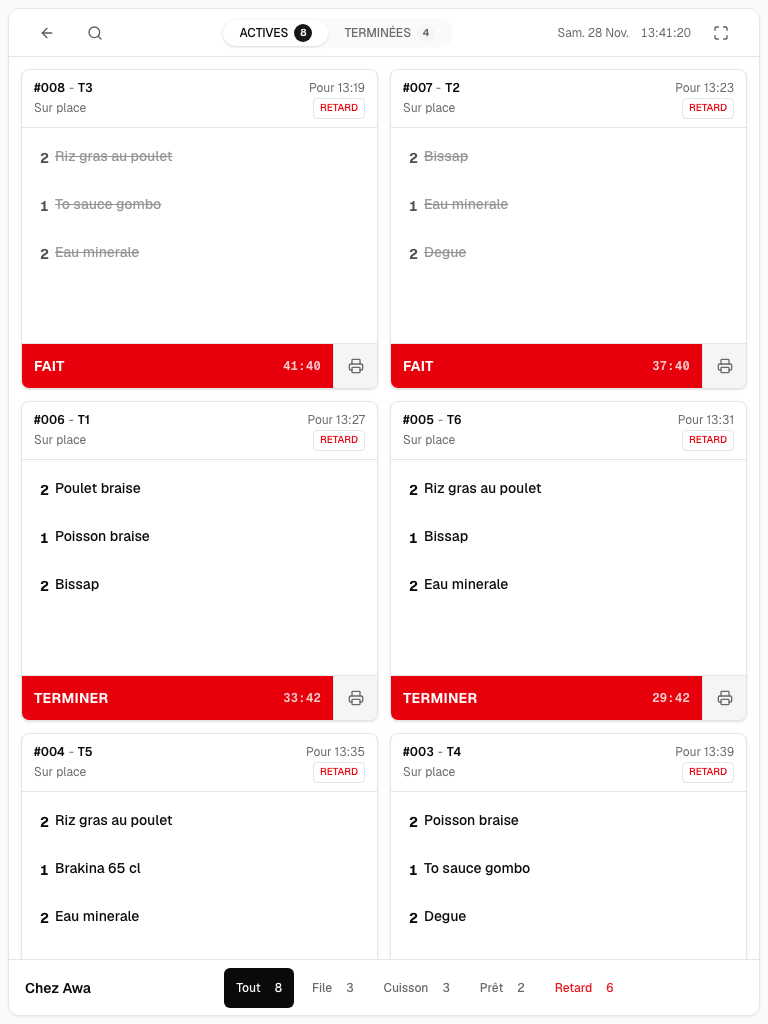 ACTIVES 8 TERMINÉES 4 Sam. 28 Nov. 13:41:20
#008 - T3 Pour 13:19
Sur place RETARD
2 Riz gras au poulet
1 To sauce gombo
2 Eau minerale
FAIT 41:40
#007 - T2 Pour 13:23
Sur place RETARD
2 Bissap
1 Eau minerale
2 Degue
FAIT 37:40
#006 - T1 Pour 13:27
Sur place RETARD
2 Poulet braise
1 Poisson braise
2 Bissap
TERMINER 33:42
#005 - T6 Pour 13:31
Sur place RETARD
2 Riz gras au poulet
1 Bissap
2 Eau minerale
TERMINER 29:42
#004 - T5 Pour 13:35
Sur place RETARD
2 Riz gras au poulet
1 Brakina 65 cl
2 Eau minerale
#003 - T4 Pour 13:39
Sur place RETARD
2 Poisson braise
1 To sauce gombo
2 Degue
Chez Awa Tout 8 File 3 Cuisson 3 Prêt 2 Retard 6